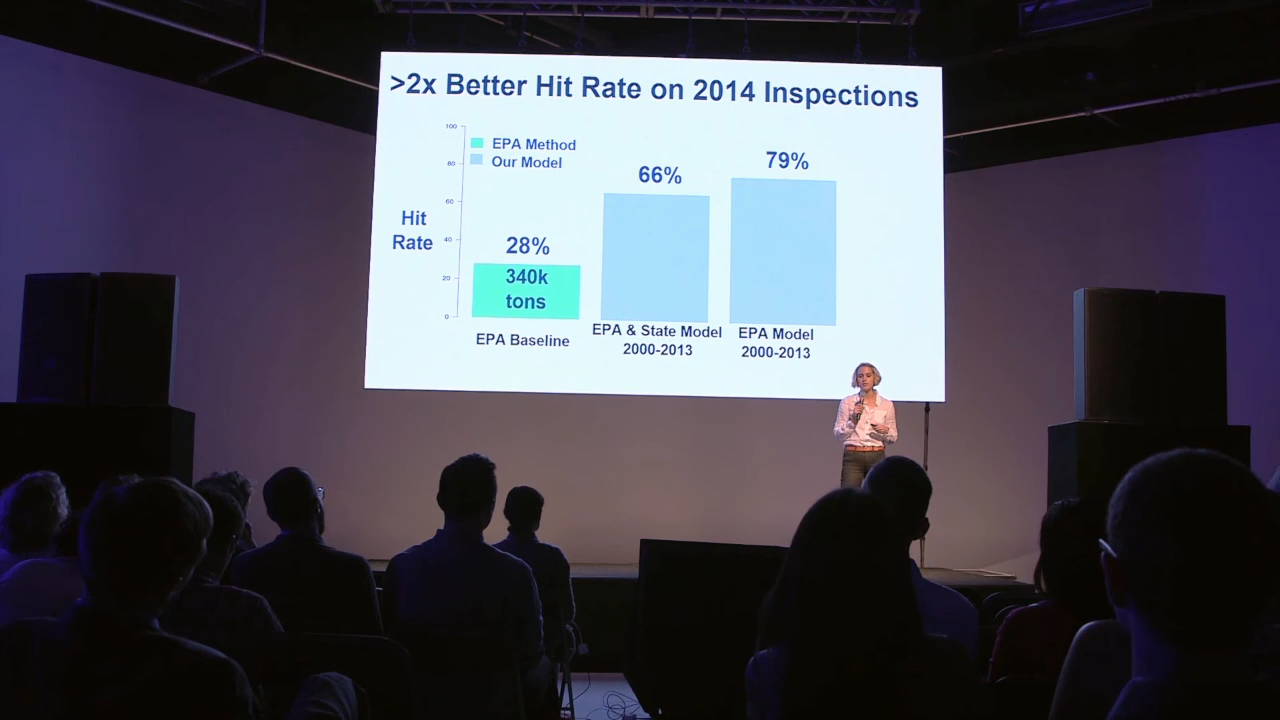 >2x Better Hit Rate on 2014 Inspections
100
80
60
40
20
0
Hit
Rate
EPA Method
Our Model
28%
340k
tons
66%
79%
EPA Baseline
EPA & State Model
2000-2013
EPA Model
2000-2013